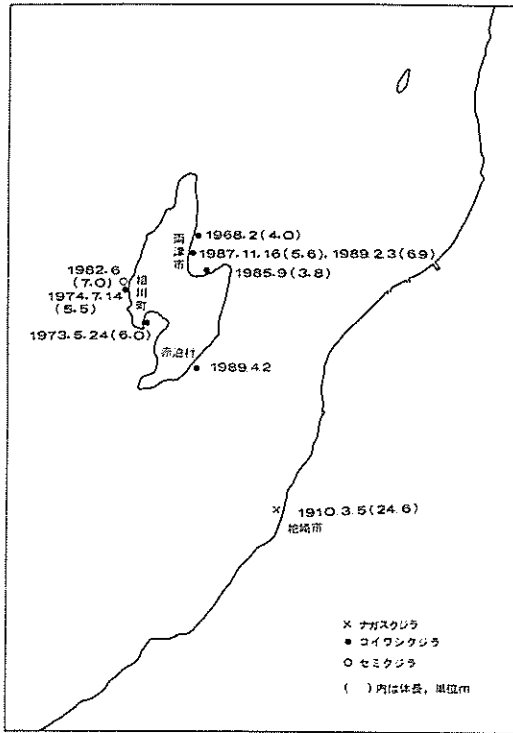 1968.2(4.0)
両津市
1987.11.16(5.6), 1989.2.3(6.9)
1985.9(3.8)
1982.6
(7.0)
相川町
1974.7.14
(5.5)
1973.5.24(6.0)
赤泊村
1989.4.2
1910.3.5(24.6)
柏崎市
× ナガスクジラ
● コイワシクジラ
○ セミクジラ
(　)内は体長, 単位m